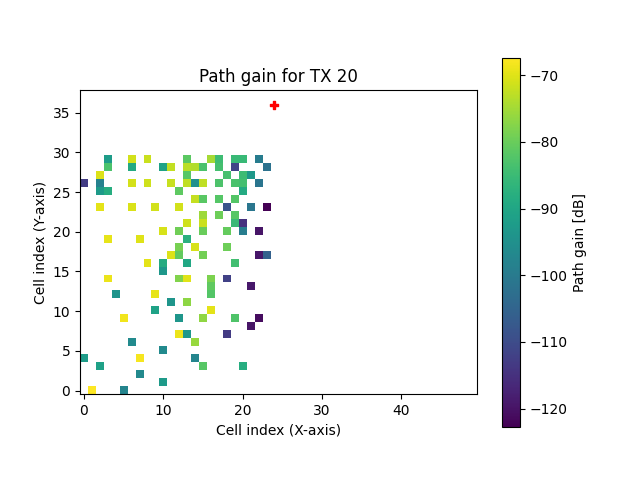 Path gain for TX 20
35
30
25
20
15
10
5
0
Cell index (Y-axis)
0 10 20 30 40
Cell index (X-axis)
−70
−80
−90
−100
−110
−120
Path gain [dB]